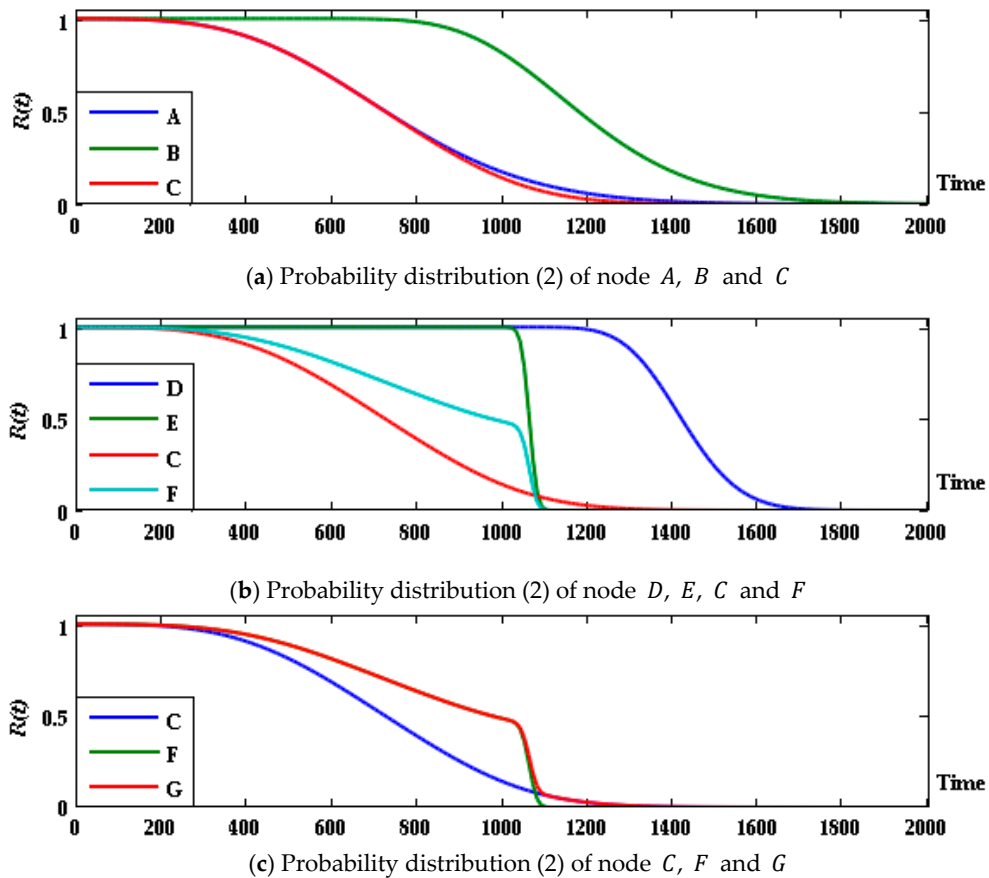 1
R(t)
0.5
A
B
C
Time
0
0 200 400 600 800 1000 1200 1400 1600 1800 2000
(a) Probability distribution (2) of node A, B and C
1
R(t)
0.5
D
E
C
F
Time
0
0 200 400 600 800 1000 1200 1400 1600 1800 2000
(b) Probability distribution (2) of node D, E, C and F
1
R(t)
0.5
C
F
G
Time
0
0 200 400 600 800 1000 1200 1400 1600 1800 2000
(c) Probability distribution (2) of node C, F and G